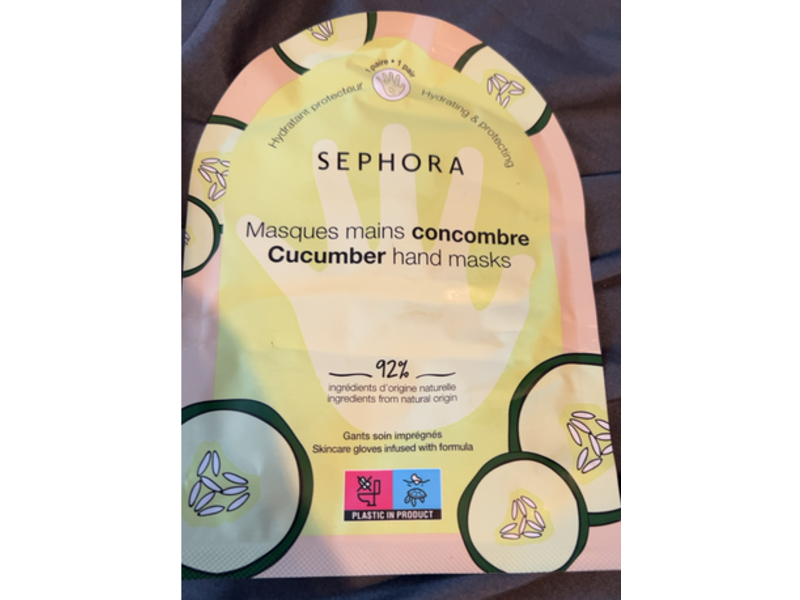 1 paire • 1 pair
Hydratant protecteur
Hydrating & protecting
SEPHORA
Masques mains concombre
Cucumber hand masks
92%
ingrédients d'origine naturelle
ingredients from natural origin
Gants soin imprégnés
Skincare gloves infused with formula
PLASTIC IN PRODUCT